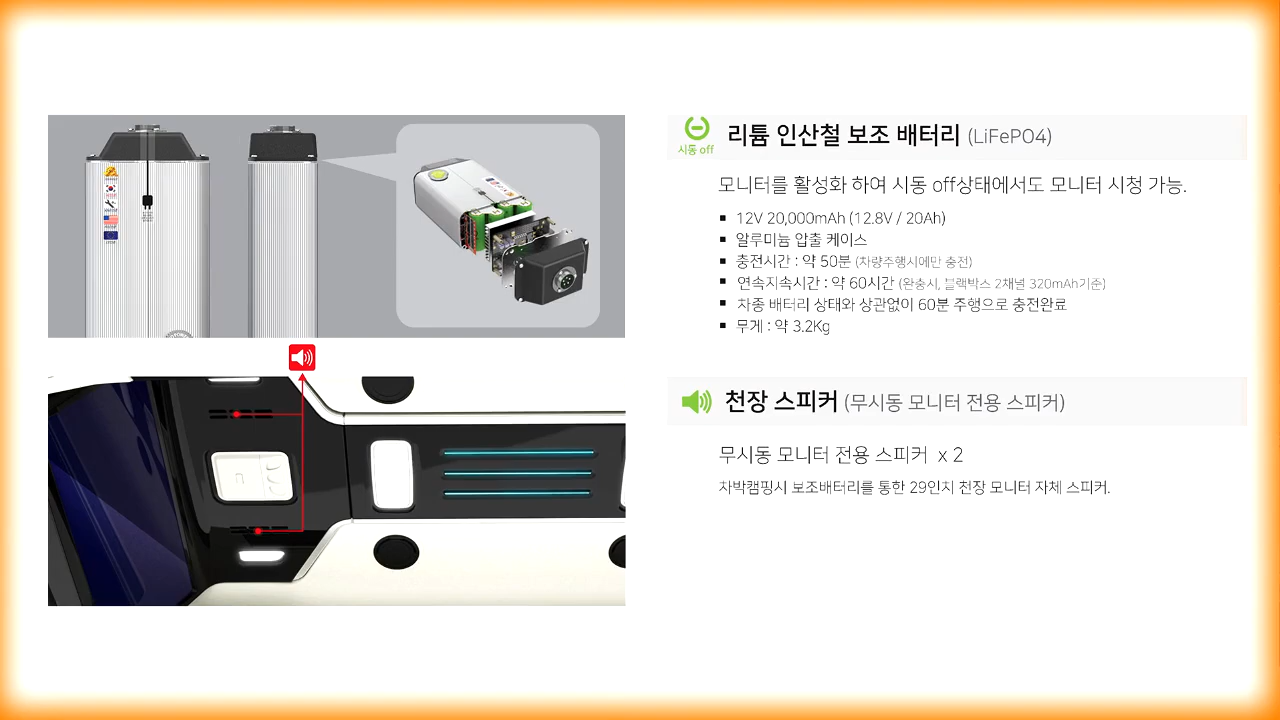 시동 off
리튬 인산철 보조 배터리 (LiFePO4)
모니터를 활성화 하여 시동 off상태에서도 모니터 시청 가능.
▪ 12V 20,000mAh (12.8V / 20Ah)
▪ 알루미늄 압출 케이스
▪ 충전시간 : 약 50분 (차량주행시에만 충전)
▪ 연속지속시간 : 약 60시간 (완충시, 블랙박스 2채널 320mAh기준)
▪ 차종 배터리 상태와 상관없이 60분 주행으로 충전완료
▪ 무게 : 약 3.2Kg
천장 스피커 (무시동 모니터 전용 스피커)
무시동 모니터 전용 스피커 x 2
차박캠핑시 보조배터리를 통한 29인치 천장 모니터 자체 스피커.